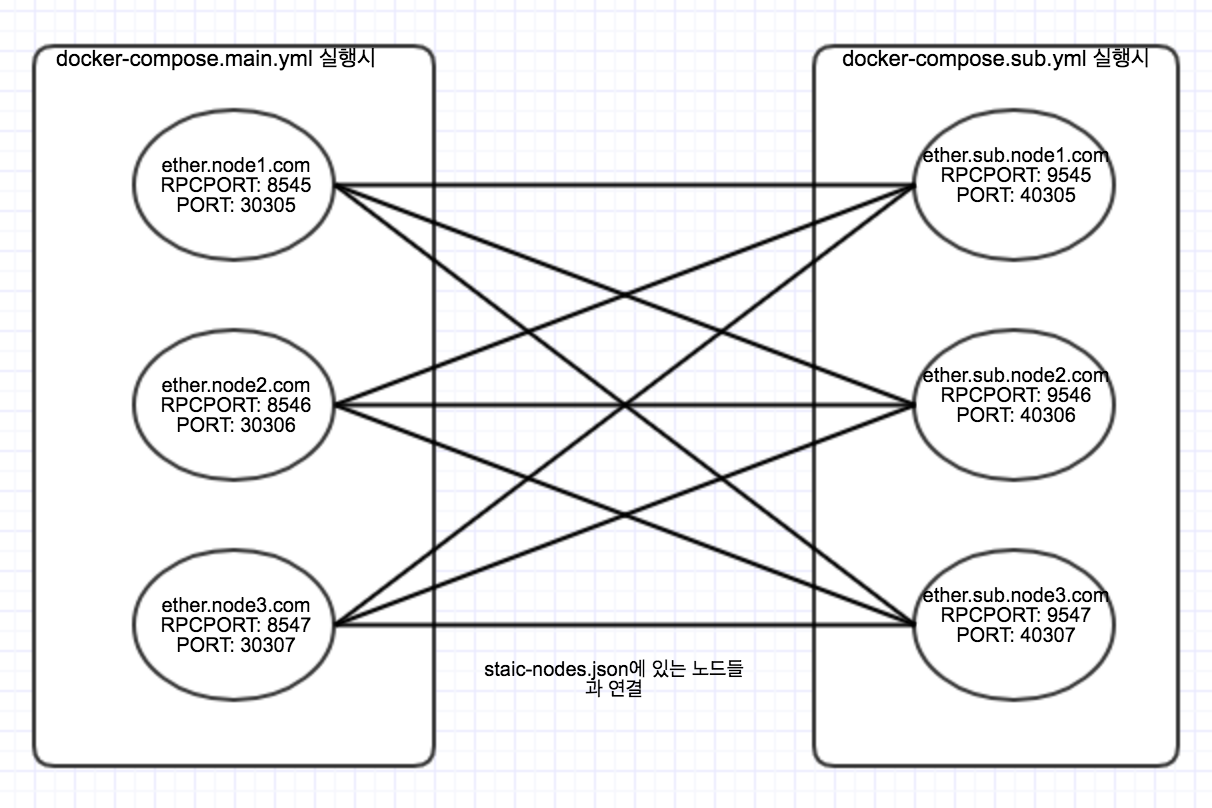 docker-compose.main.yml 실행시
ether.node1.com
RPCPORT: 8545
PORT: 30305
ether.node2.com
RPCPORT: 8546
PORT: 30306
ether.node3.com
RPCPORT: 8547
PORT: 30307
docker-compose.sub.yml 실행시
ether.sub.node1.com
RPCPORT: 9545
PORT: 40305
ether.sub.node2.com
RPCPORT: 9546
PORT: 40306
ether.sub.node3.com
RPCPORT: 9547
PORT: 40307
staic-nodes.json에 있는 노드들
과 연결